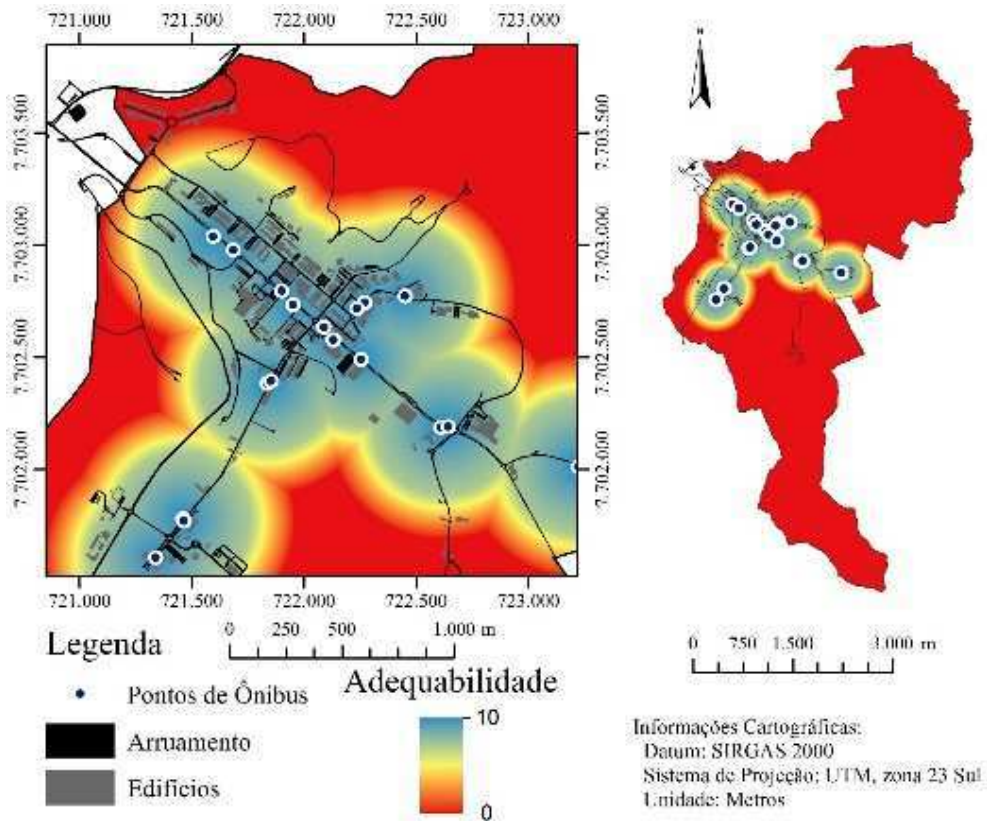 721.000 721.500 722.000 722.500 723.000
N
7.703.500 7.703.500
7.703.000 7.703.000
7.702.500 7.702.500
7.702.000 7.702.000
721.000 721.500 722.000 722.500 723.000
0 250 500 1.000 m
0 750 1.500 3.000 m
Legenda
Pontos de Ônibus
Arruamento
Edificios
Adequabilidade
10
0
Informações Cartográficas:
Datum: SIRGAS 2000
Sistema de Projeção: UTM, zona 23 Sul
Unidade: Metros